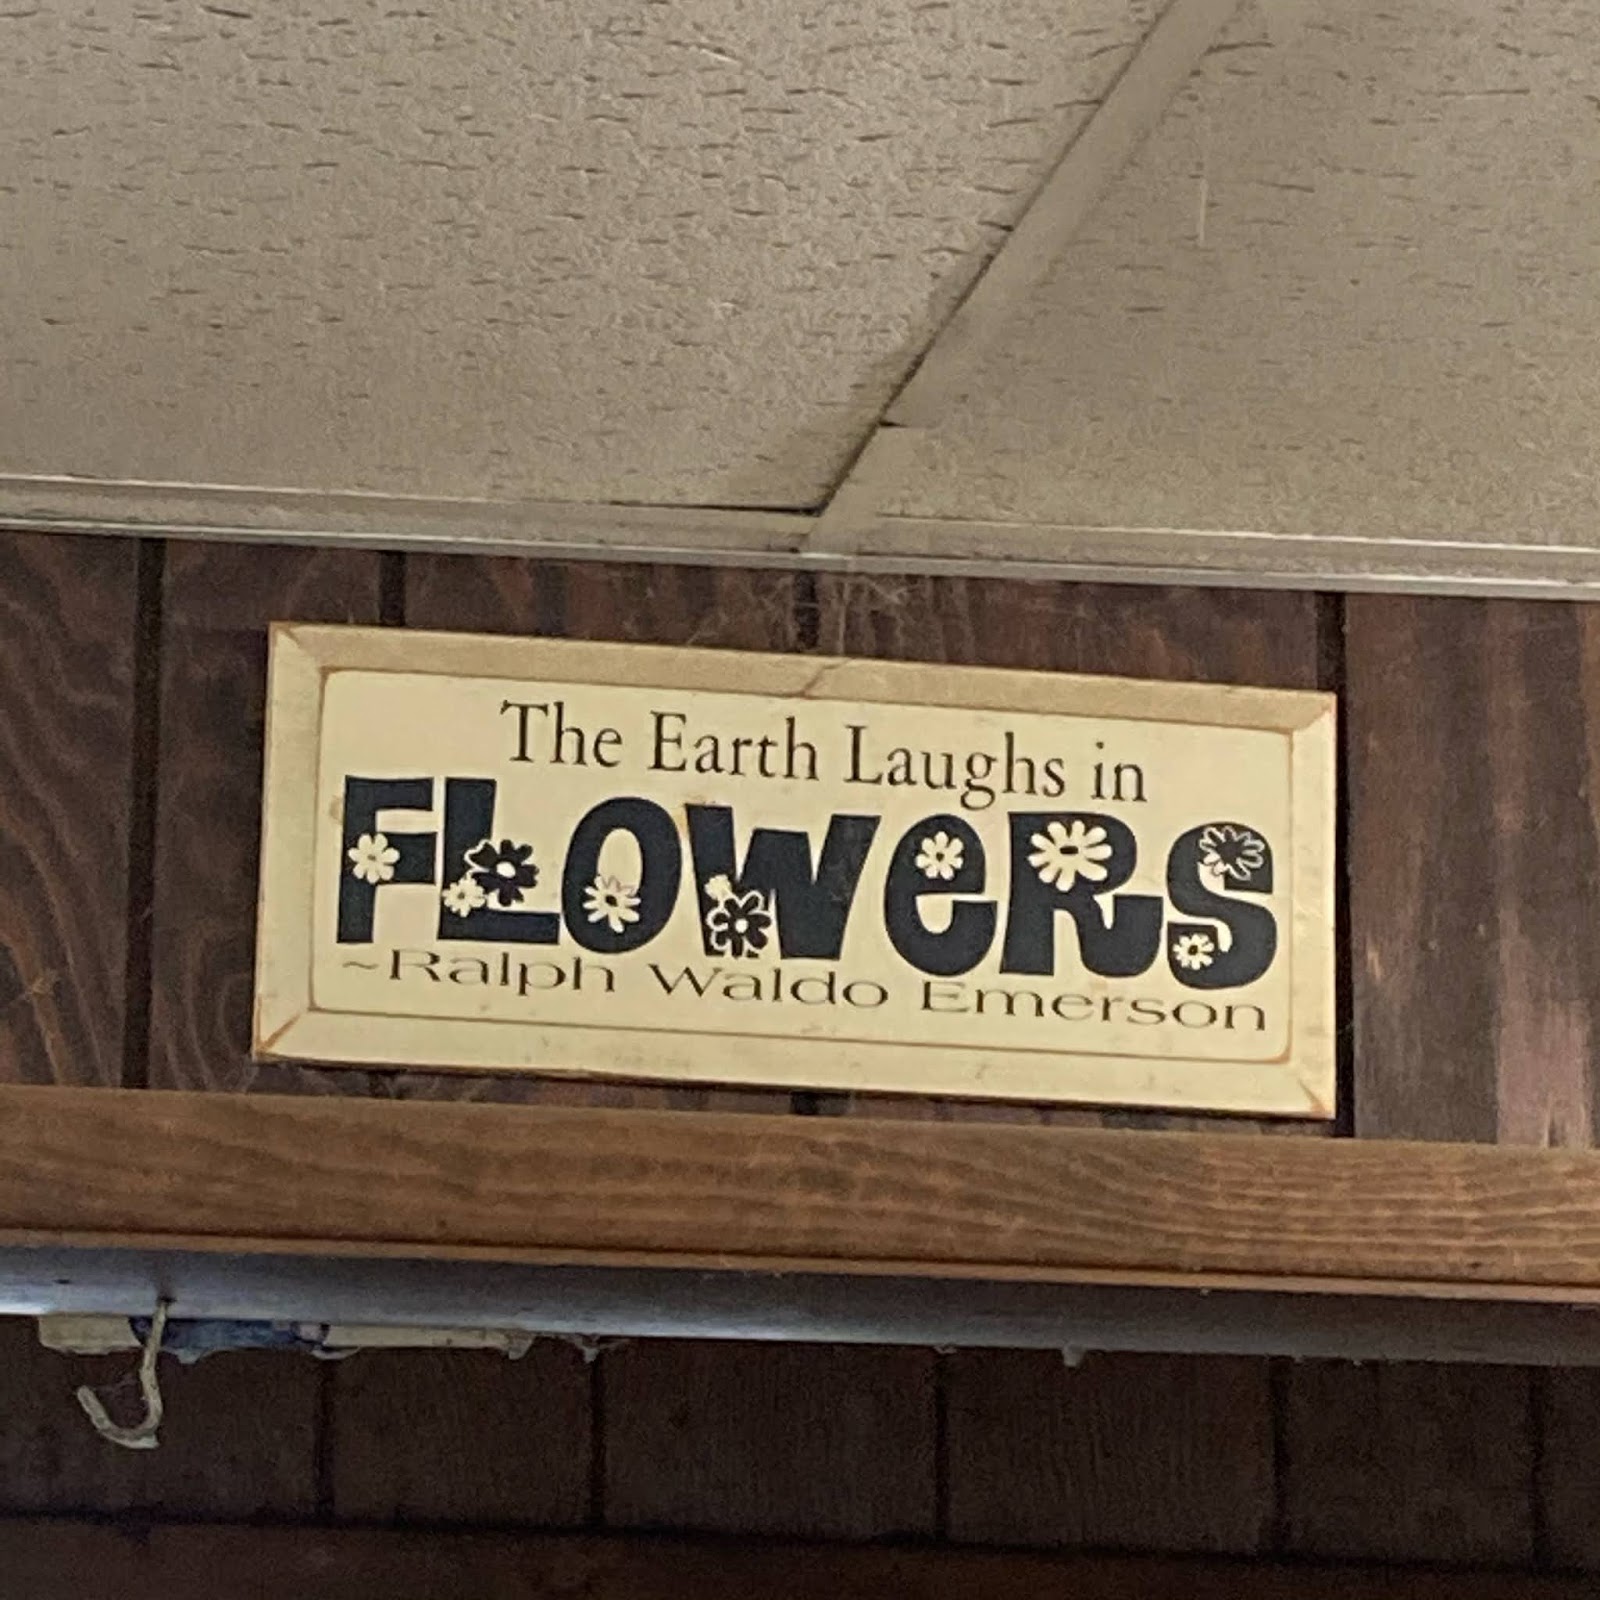 The Earth Laughs in
FLOWeRS
~Ralph Waldo Emerson